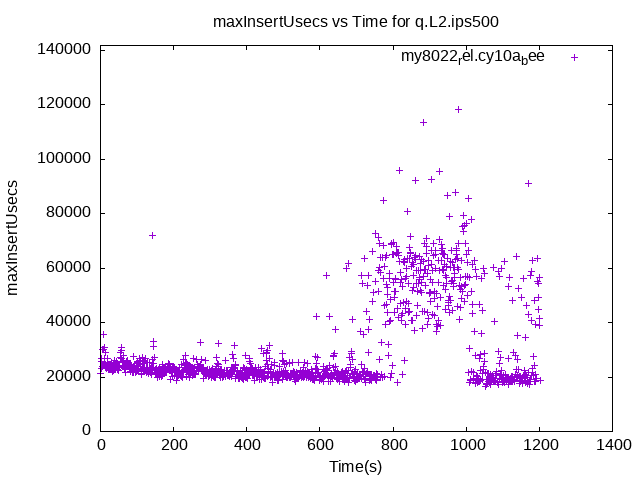 maxInsertUsecs vs Time for q.L2.ips500
my8022rel.cy10abee
140000
120000
100000
80000
60000
40000
20000
0
maxInsertUsecs
0 200 400 600 800 1000 1200 1400
Time(s)